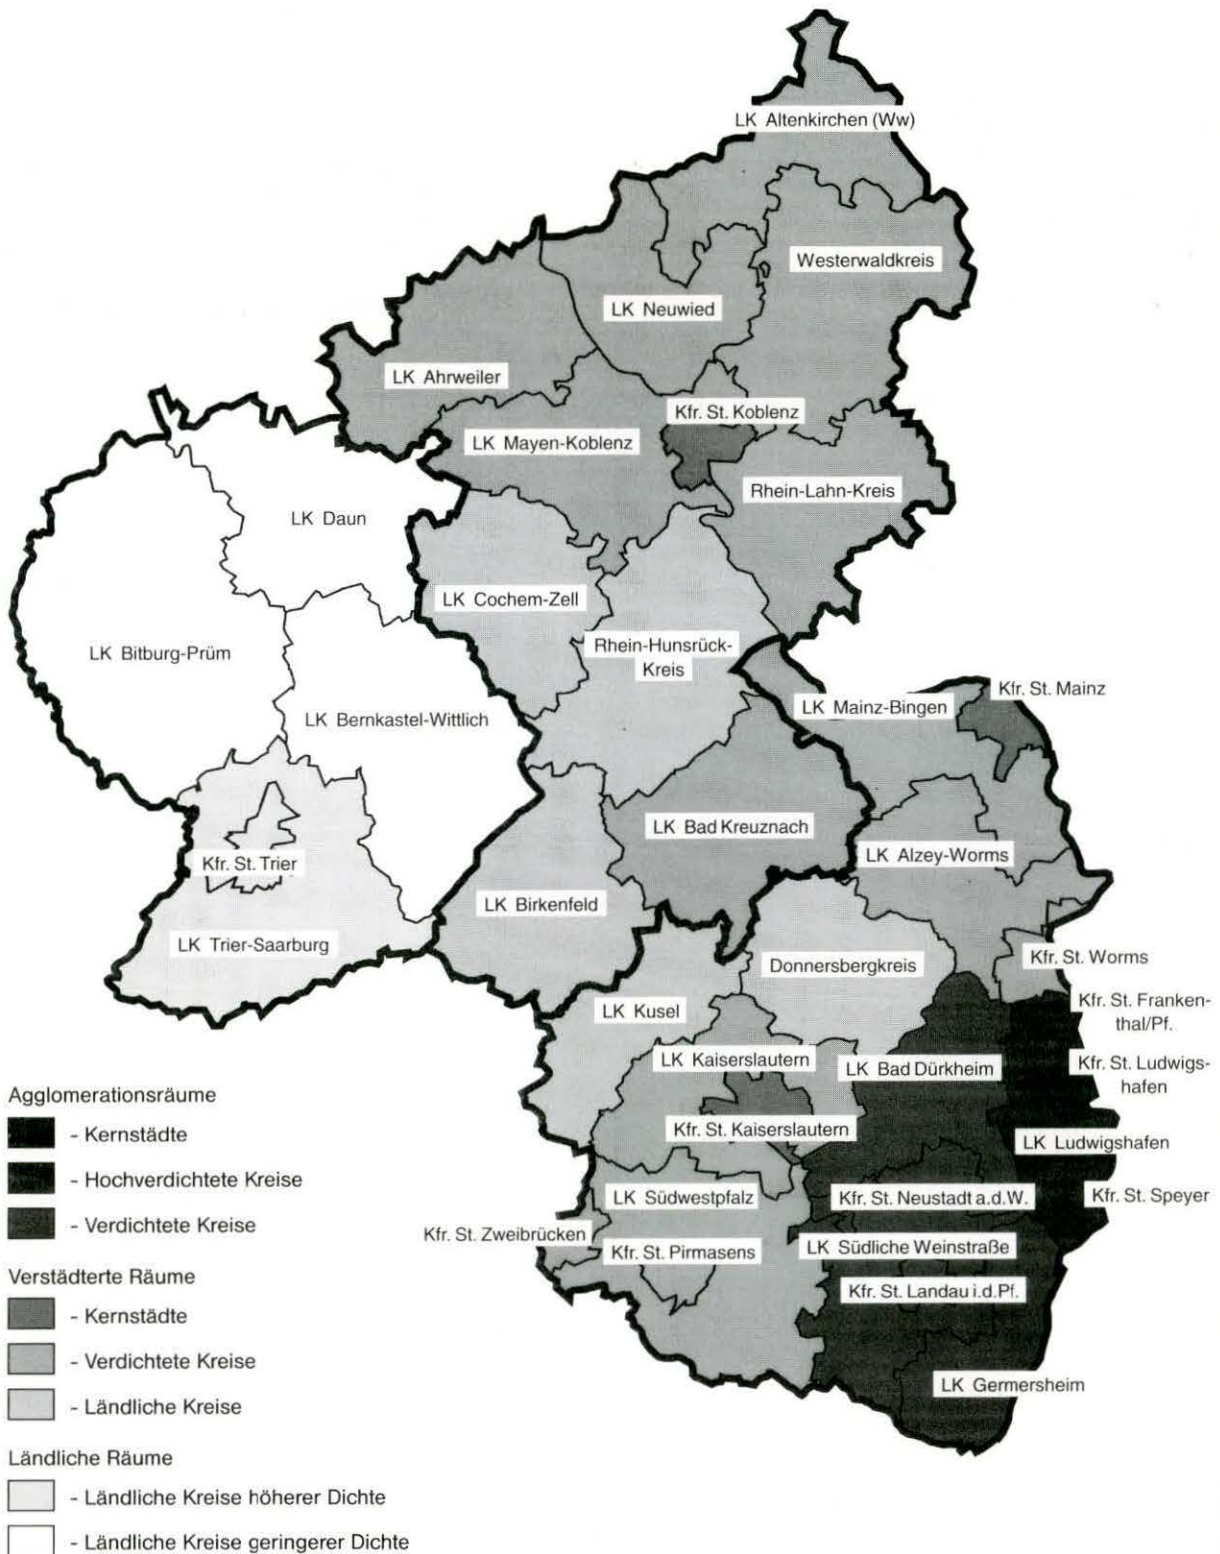 LK Altenkirchen (Ww)
Westerwaldkreis
LK Neuwied
LK Ahrweiler
Kfr. St. Koblenz
LK Mayen-Koblenz
Rhein-Lahn-Kreis
LK Daun
LK Cochem-Zell
Rhein-Hunsrück-
Kreis
LK Bitburg-Prüm
Kfr. St. Mainz
LK Mainz-Bingen
LK Bernkastel-Wittlich
LK Bad Kreuznach
LK Alzey-Worms
Kfr. St. Trier
LK Birkenfeld
LK Trier-Saarburg
Donnersbergkreis
Kfr. St. Worms
LK Kusel
Kfr. St. Franken-
thal/Pf.
LK Kaiserslautern
LK Bad Dürkheim
Kfr. St. Ludwigs-
hafen
Kfr. St. Kaiserslautern
LK Ludwigshafen
LK Südwestpfalz
Kfr. St. Neustadt a.d.W.
Kfr. St. Speyer
Kfr. St. Zweibrücken
Kfr. St. Pirmasens
LK Südliche Weinstraße
Kfr. St. Landau i.d.Pf.
LK Germersheim
Agglomerationsräume
- Kernstädte
- Hochverdichtete Kreise
- Verdichtete Kreise
Verstädterte Räume
- Kernstädte
- Verdichtete Kreise
- Ländliche Kreise
Ländliche Räume
- Ländliche Kreise höherer Dichte
- Ländliche Kreise geringerer Dichte